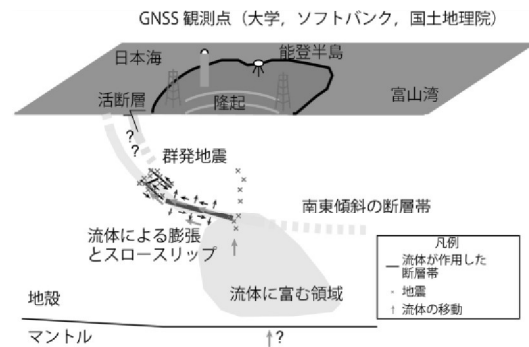 GNSS 観測点（大学，ソフトバンク，国土地理院）
日本海
能登半島
富山湾
隆起
活断層
?
?
群発地震
南東傾斜の断層帯
流体による膨張
とスロースリップ
流体に富む領域
凡例
流体が作用した
断層帯
地震
流体の移動
地殻
マントル
?